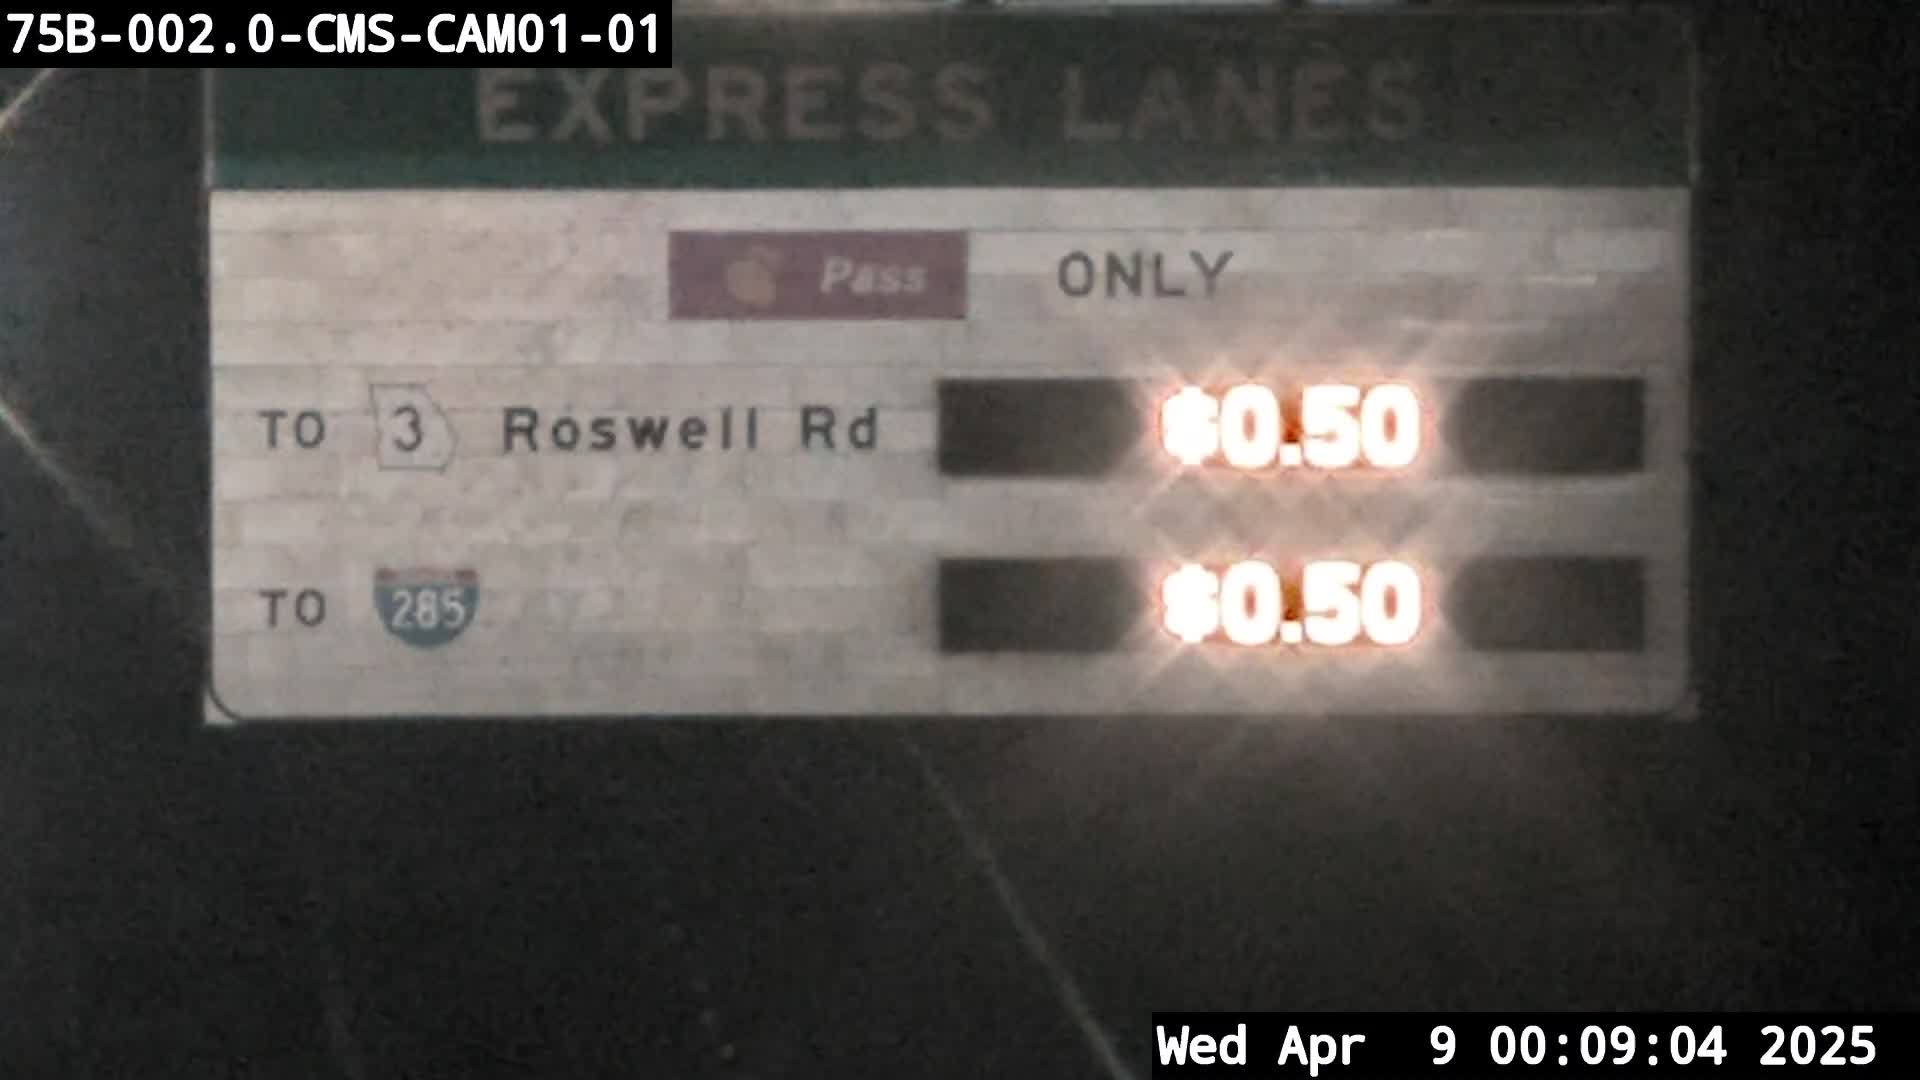 75B-002.0-CMS-CAM01-01
EXPRESS LANES
Pass ONLY
TO 3 Roswell Rd $0.50
TO 285 $0.50
Wed Apr 9 00:09:04 2025